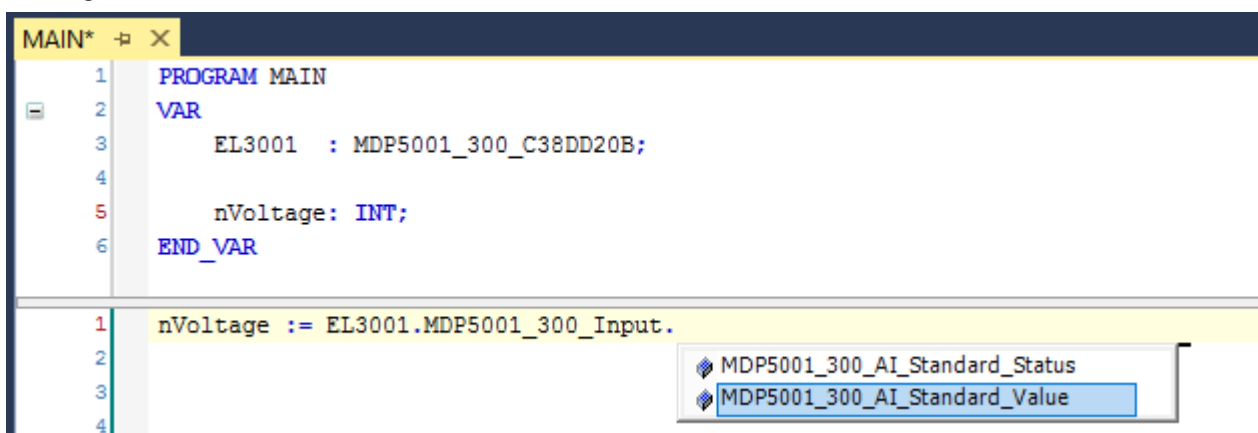 MAIN*
1 PROGRAM MAIN
2 VAR
3 EL3001 : MDP5001_300_C38DD20B;
4
5 nVoltage: INT;
6 END_VAR
1 nVoltage := EL3001.MDP5001_300_Input.
2 MDP5001_300_AI_Standard_Status
3 MDP5001_300_AI_Standard_Value
4